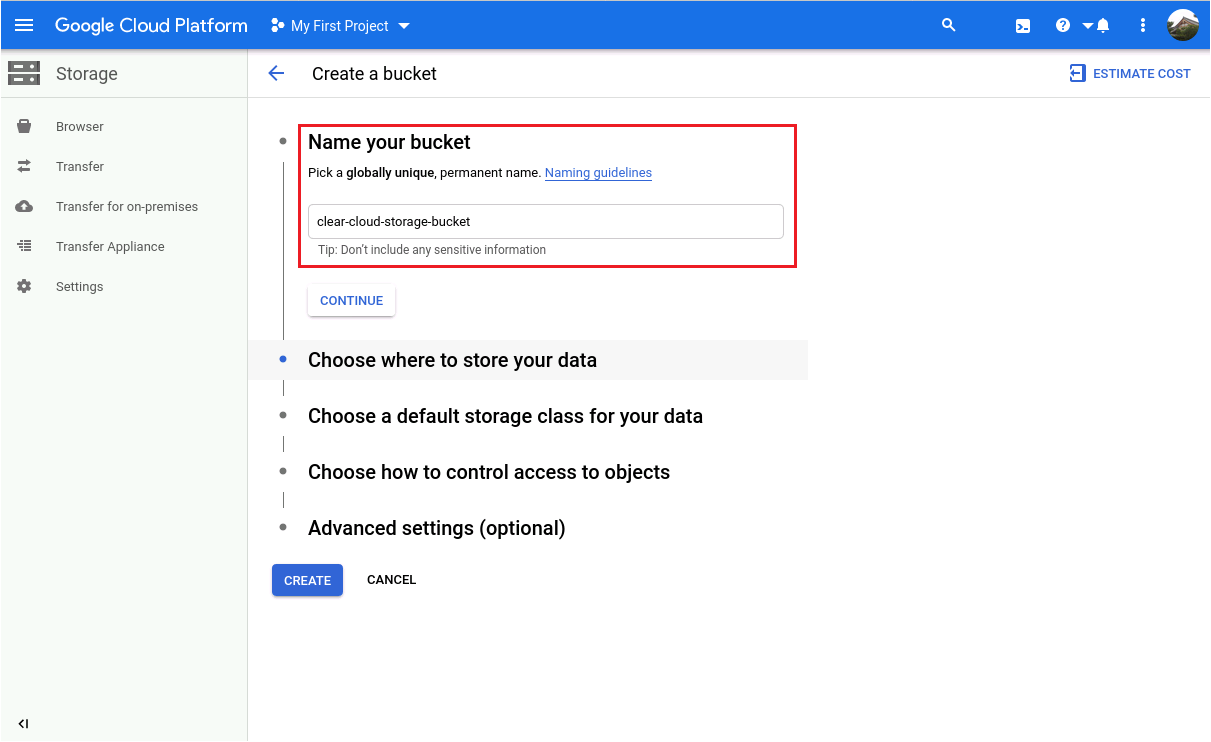 Google Cloud Platform
My First Project
Storage
Create a bucket
ESTIMATE COST
Browser
Transfer
Transfer for on-premises
Transfer Appliance
Settings
Name your bucket
Pick a globally unique, permanent name. Naming guidelines
clear-cloud-storage-bucket
Tip: Don't include any sensitive information
CONTINUE
Choose where to store your data
Choose a default storage class for your data
Choose how to control access to objects
Advanced settings (optional)
CREATE
CANCEL